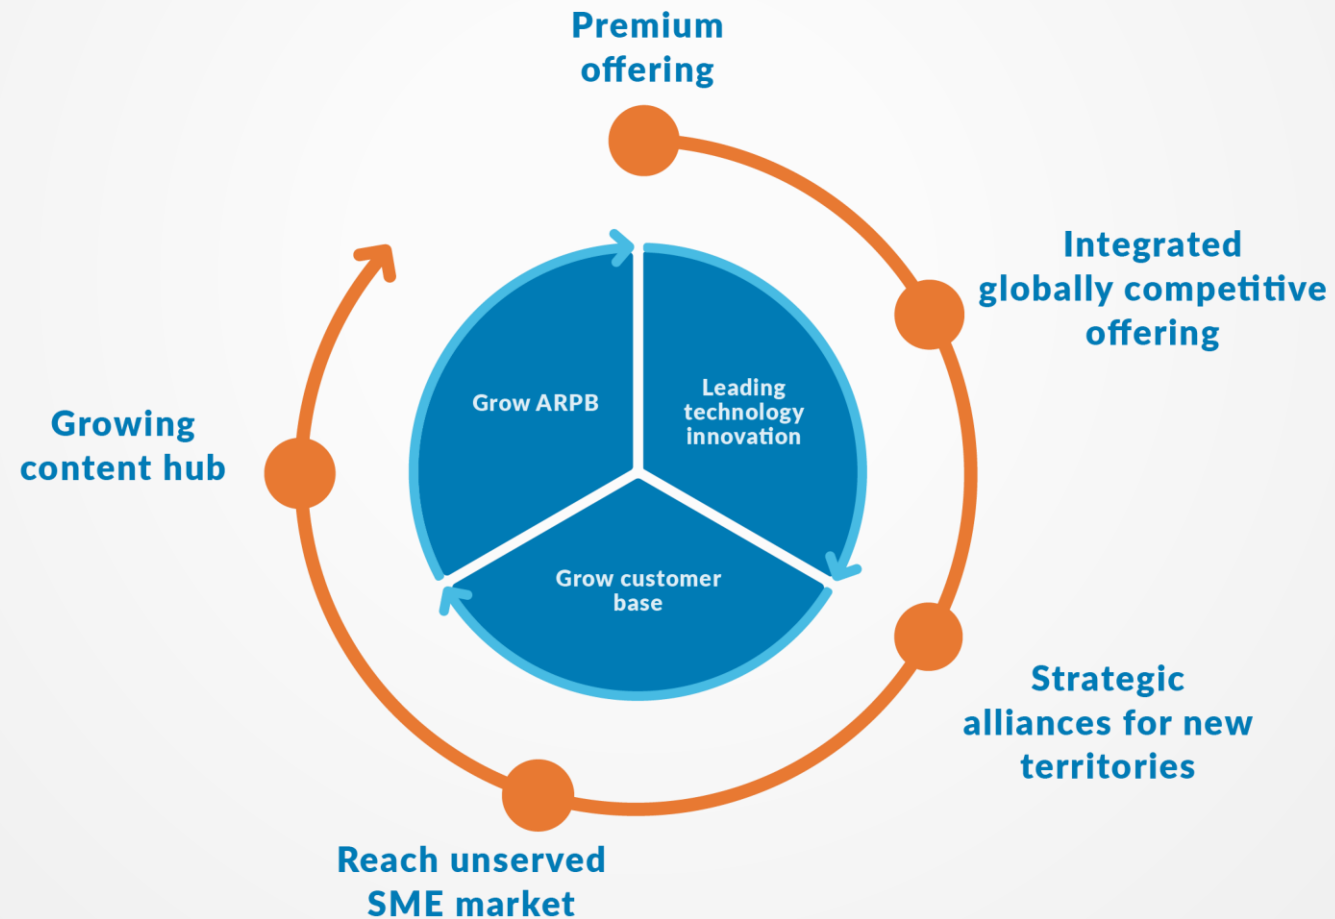 Premium
offering
Integrated
globally competitive
offering
Strategic
alliances for new
territories
Reach unserved
SME market
Growing
content hub
Grow ARPB
Leading
technology
innovation
Grow customer
base